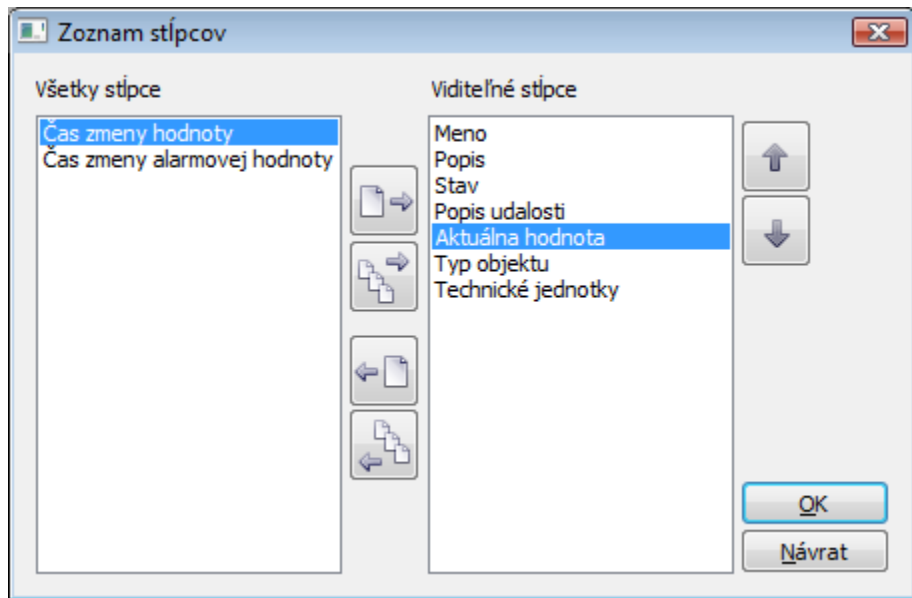 Zoznam stĺpcov
Všetky stĺpce
Čas zmeny hodnoty
Čas zmeny alarmovej hodnoty
Viditeľné stĺpce
Meno
Popis
Stav
Popis udalosti
Aktuálna hodnota
Typ objektu
Technické jednotky
OK
Návrat